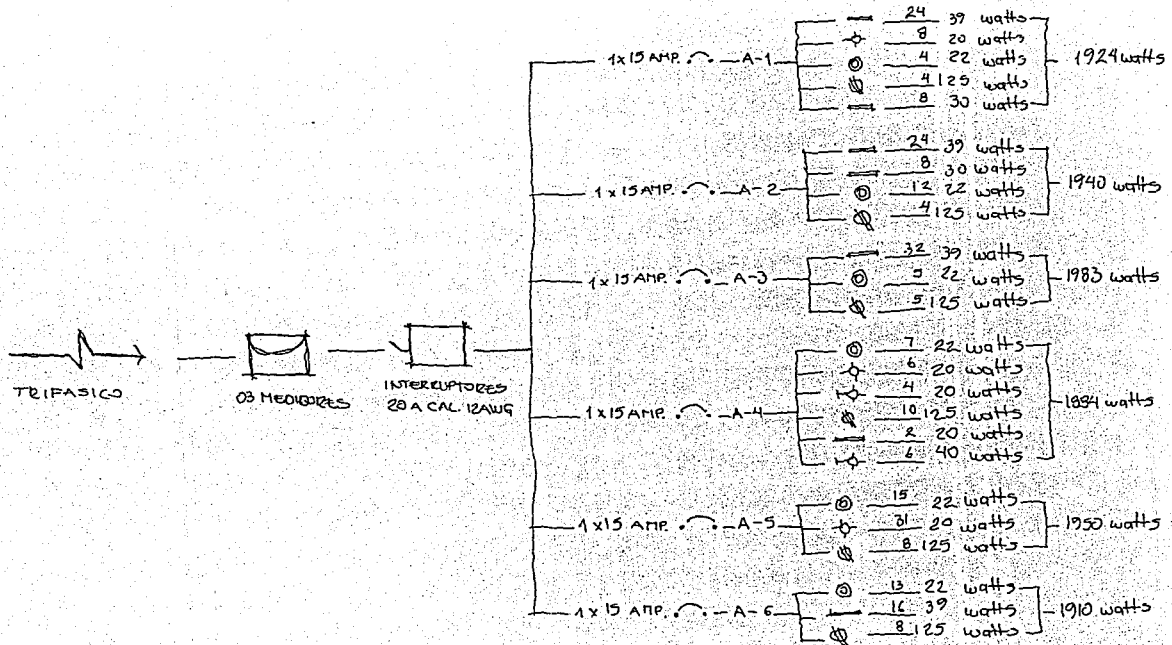 TRIFASICO
03 MEDIDORES
INTERRUPTORES
20 A CAL. 12AWG
1x15 AMP. A-1
24 39 watts
8 20 watts
4 22 watts
4 125 watts
8 30 watts
1924 watts
1 x 15 AMP. A-2
24 39 watts
8 30 watts
12 22 watts
4 125 watts
1940 watts
1 x 15 AMP. A-3
32 39 watts
5 22 watts
5 125 watts
1983 watts
1 x 15 AMP. A-4
7 22 watts
6 20 watts
4 20 watts
10 125 watts
2 20 watts
6 40 watts
1884 watts
1 x 15 AMP. A-5
15 22 watts
31 20 watts
8 125 watts
1950 watts
1 x 15 AMP. A-6
13 22 watts
16 39 watts
8 125 watts
1910 watts